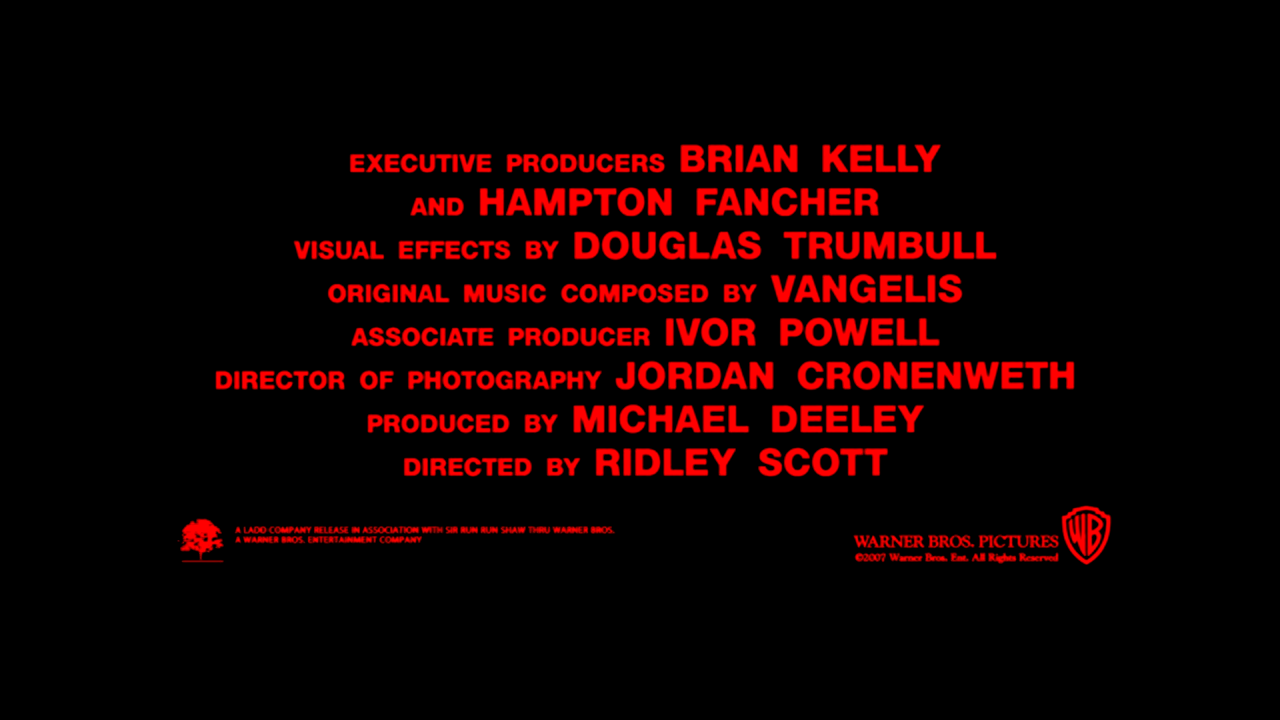 EXECUTIVE PRODUCERS BRIAN KELLY
AND HAMPTON FANCHER
VISUAL EFFECTS BY DOUGLAS TRUMBULL
ORIGINAL MUSIC COMPOSED BY VANGELIS
ASSOCIATE PRODUCER IVOR POWELL
DIRECTOR OF PHOTOGRAPHY JORDAN CRONENWETH
PRODUCED BY MICHAEL DEELEY
DIRECTED BY RIDLEY SCOTT
A LADD COMPANY RELEASE IN ASSOCIATION WITH SIR RUN RUN SHAW THRU WARNER BROS.
A WARNER BROS. ENTERTAINMENT COMPANY
WARNER BROS. PICTURES
©2007 Warner Bros. Ent. All Rights Reserved
WB